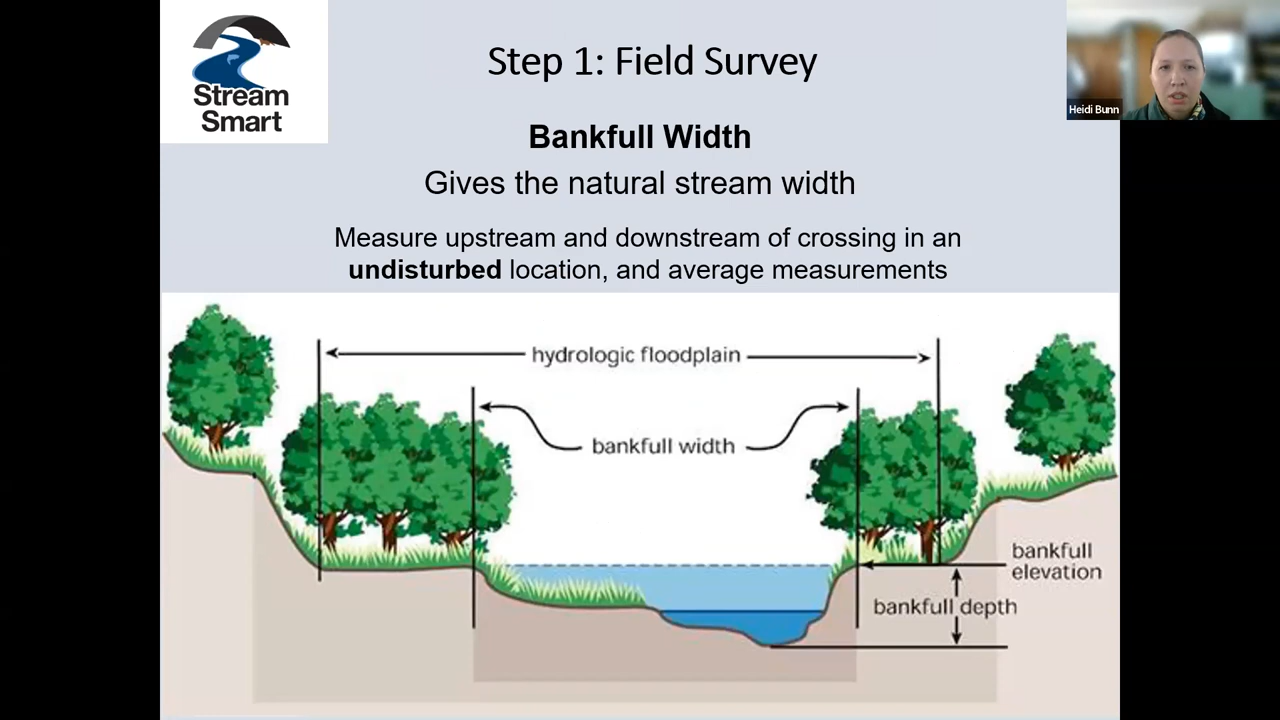 Stream
Smart
Step 1: Field Survey
Heidi Bunn
Bankfull Width
Gives the natural stream width
Measure upstream and downstream of crossing in an
undisturbed location, and average measurements
hydrologic floodplain
bankfull width
bankfull
elevation
bankfull depth